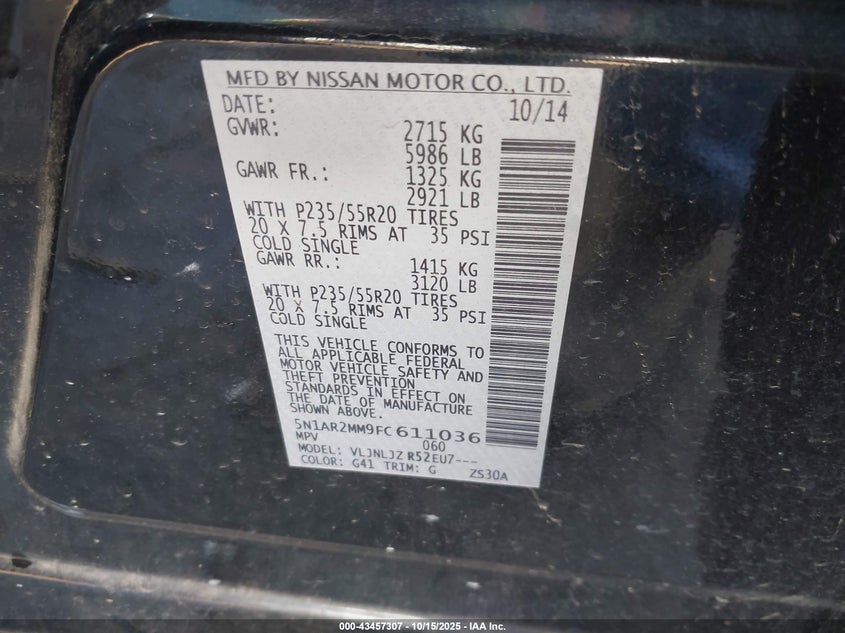 MFD BY NISSAN MOTOR CO., LTD.
DATE: 10/14
GVWR: 2715 KG
5986 LB
GAWR FR.: 1325 KG
2921 LB
WITH P235/55R20 TIRES
20 X 7.5 RIMS AT 35 PSI
COLD SINGLE
GAWR RR.: 1415 KG
3120 LB
WITH P235/55R20 TIRES
20 X 7.5 RIMS AT 35 PSI
COLD SINGLE
THIS VEHICLE CONFORMS TO
ALL APPLICABLE FEDERAL
MOTOR VEHICLE SAFETY AND
THEFT PREVENTION
STANDARDS IN EFFECT ON
THE DATE OF MANUFACTURE
SHOWN ABOVE.
5N1AR2MM9FC611036
MPV 060
MODEL: VLJNLJZ R52EU7---
COLOR: G41 TRIM: G ZS30A
000-43457307 - 10/15/2025 - IAA Inc.